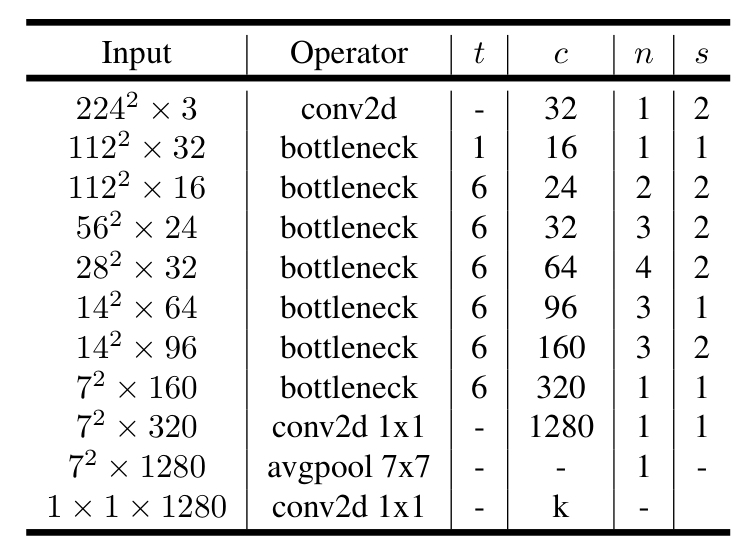 Input Operator t c n s
224² × 3 conv2d - 32 1 2
112² × 32 bottleneck 1 16 1 1
112² × 16 bottleneck 6 24 2 2
56² × 24 bottleneck 6 32 3 2
28² × 32 bottleneck 6 64 4 2
14² × 64 bottleneck 6 96 3 1
14² × 96 bottleneck 6 160 3 2
7² × 160 bottleneck 6 320 1 1
7² × 320 conv2d 1x1 - 1280 1 1
7² × 1280 avgpool 7x7 - - 1 -
1 × 1 × 1280 conv2d 1x1 - k -